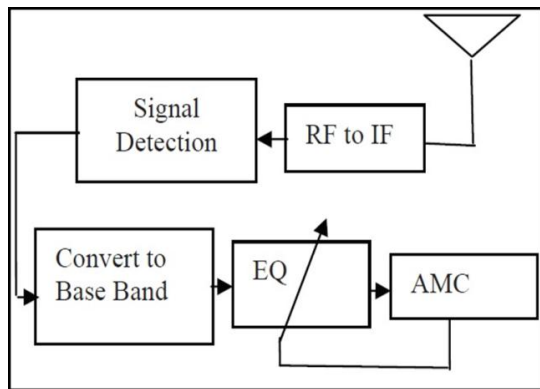 Signal
Detection
RF to IF
Convert to
Base Band
EQ
AMC